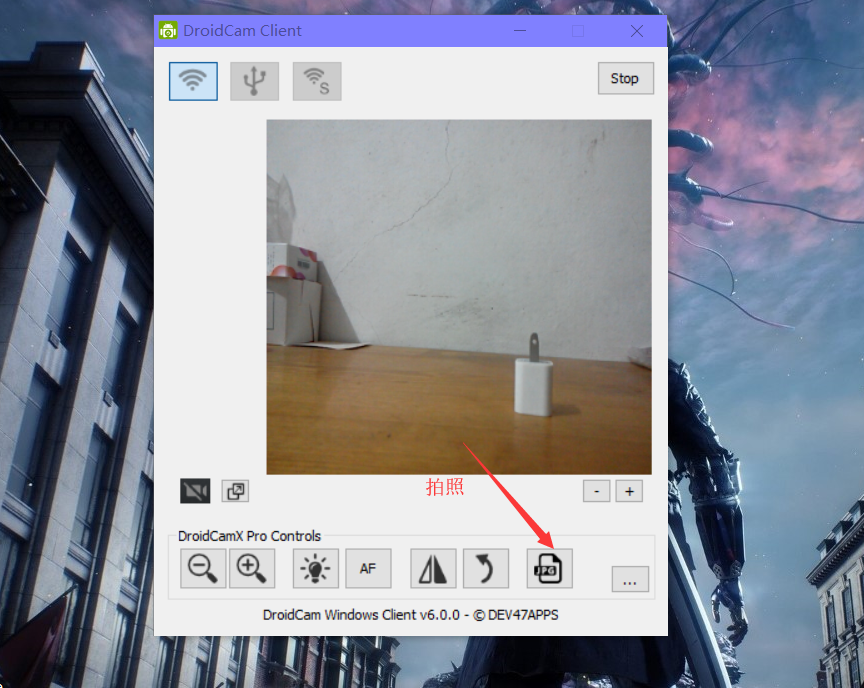 DroidCam Client
S
Stop
拍照
-
+
DroidCamX Pro Controls
AF
JPG
...
DroidCam Windows Client v6.0.0 - © DEV47APPS